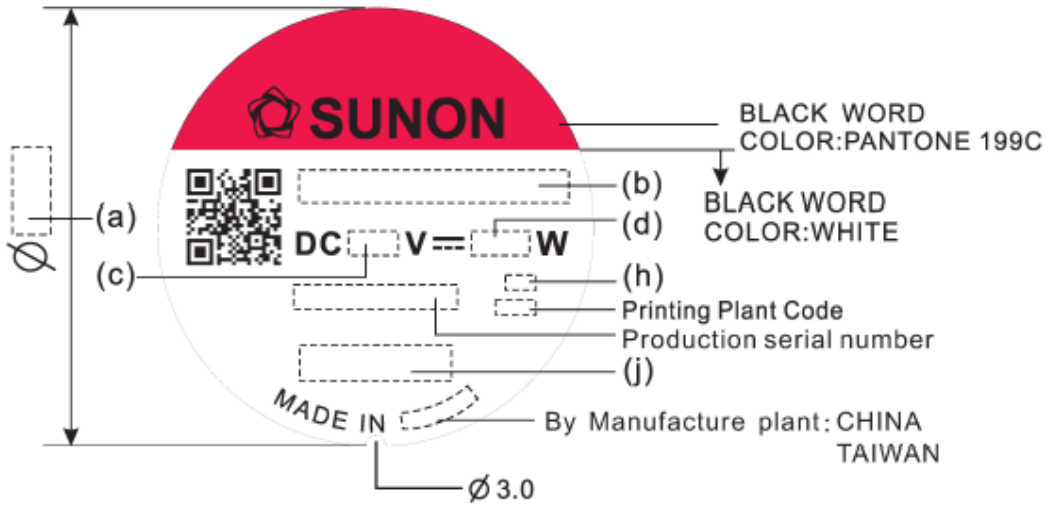 SUNON
BLACK WORD
COLOR:PANTONE 199C
(b)
BLACK WORD
COLOR:WHITE
(a)
Ø
(d)
DC V⎓ W
(c)
(h)
Printing Plant Code
Production serial number
(j)
MADE IN
By Manufacture plant: CHINA
TAIWAN
Ø 3.0